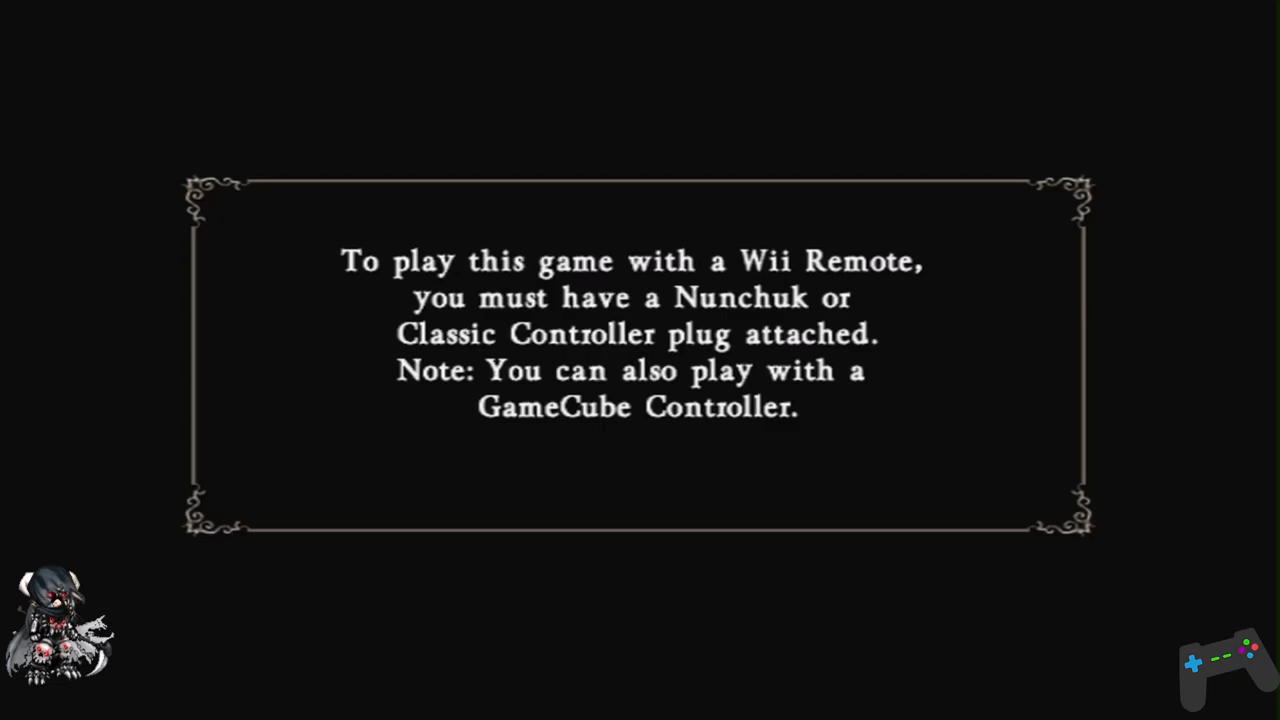 To play this game with a Wii Remote,
you must have a Nunchuk or
Classic Controller plug attached.
Note: You can also play with a
GameCube Controller.